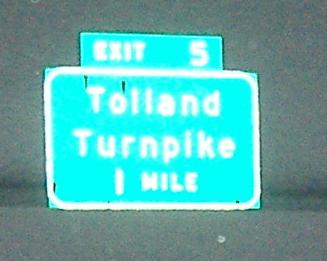 EXIT 5
Tolland
Turnpike
1 MILE